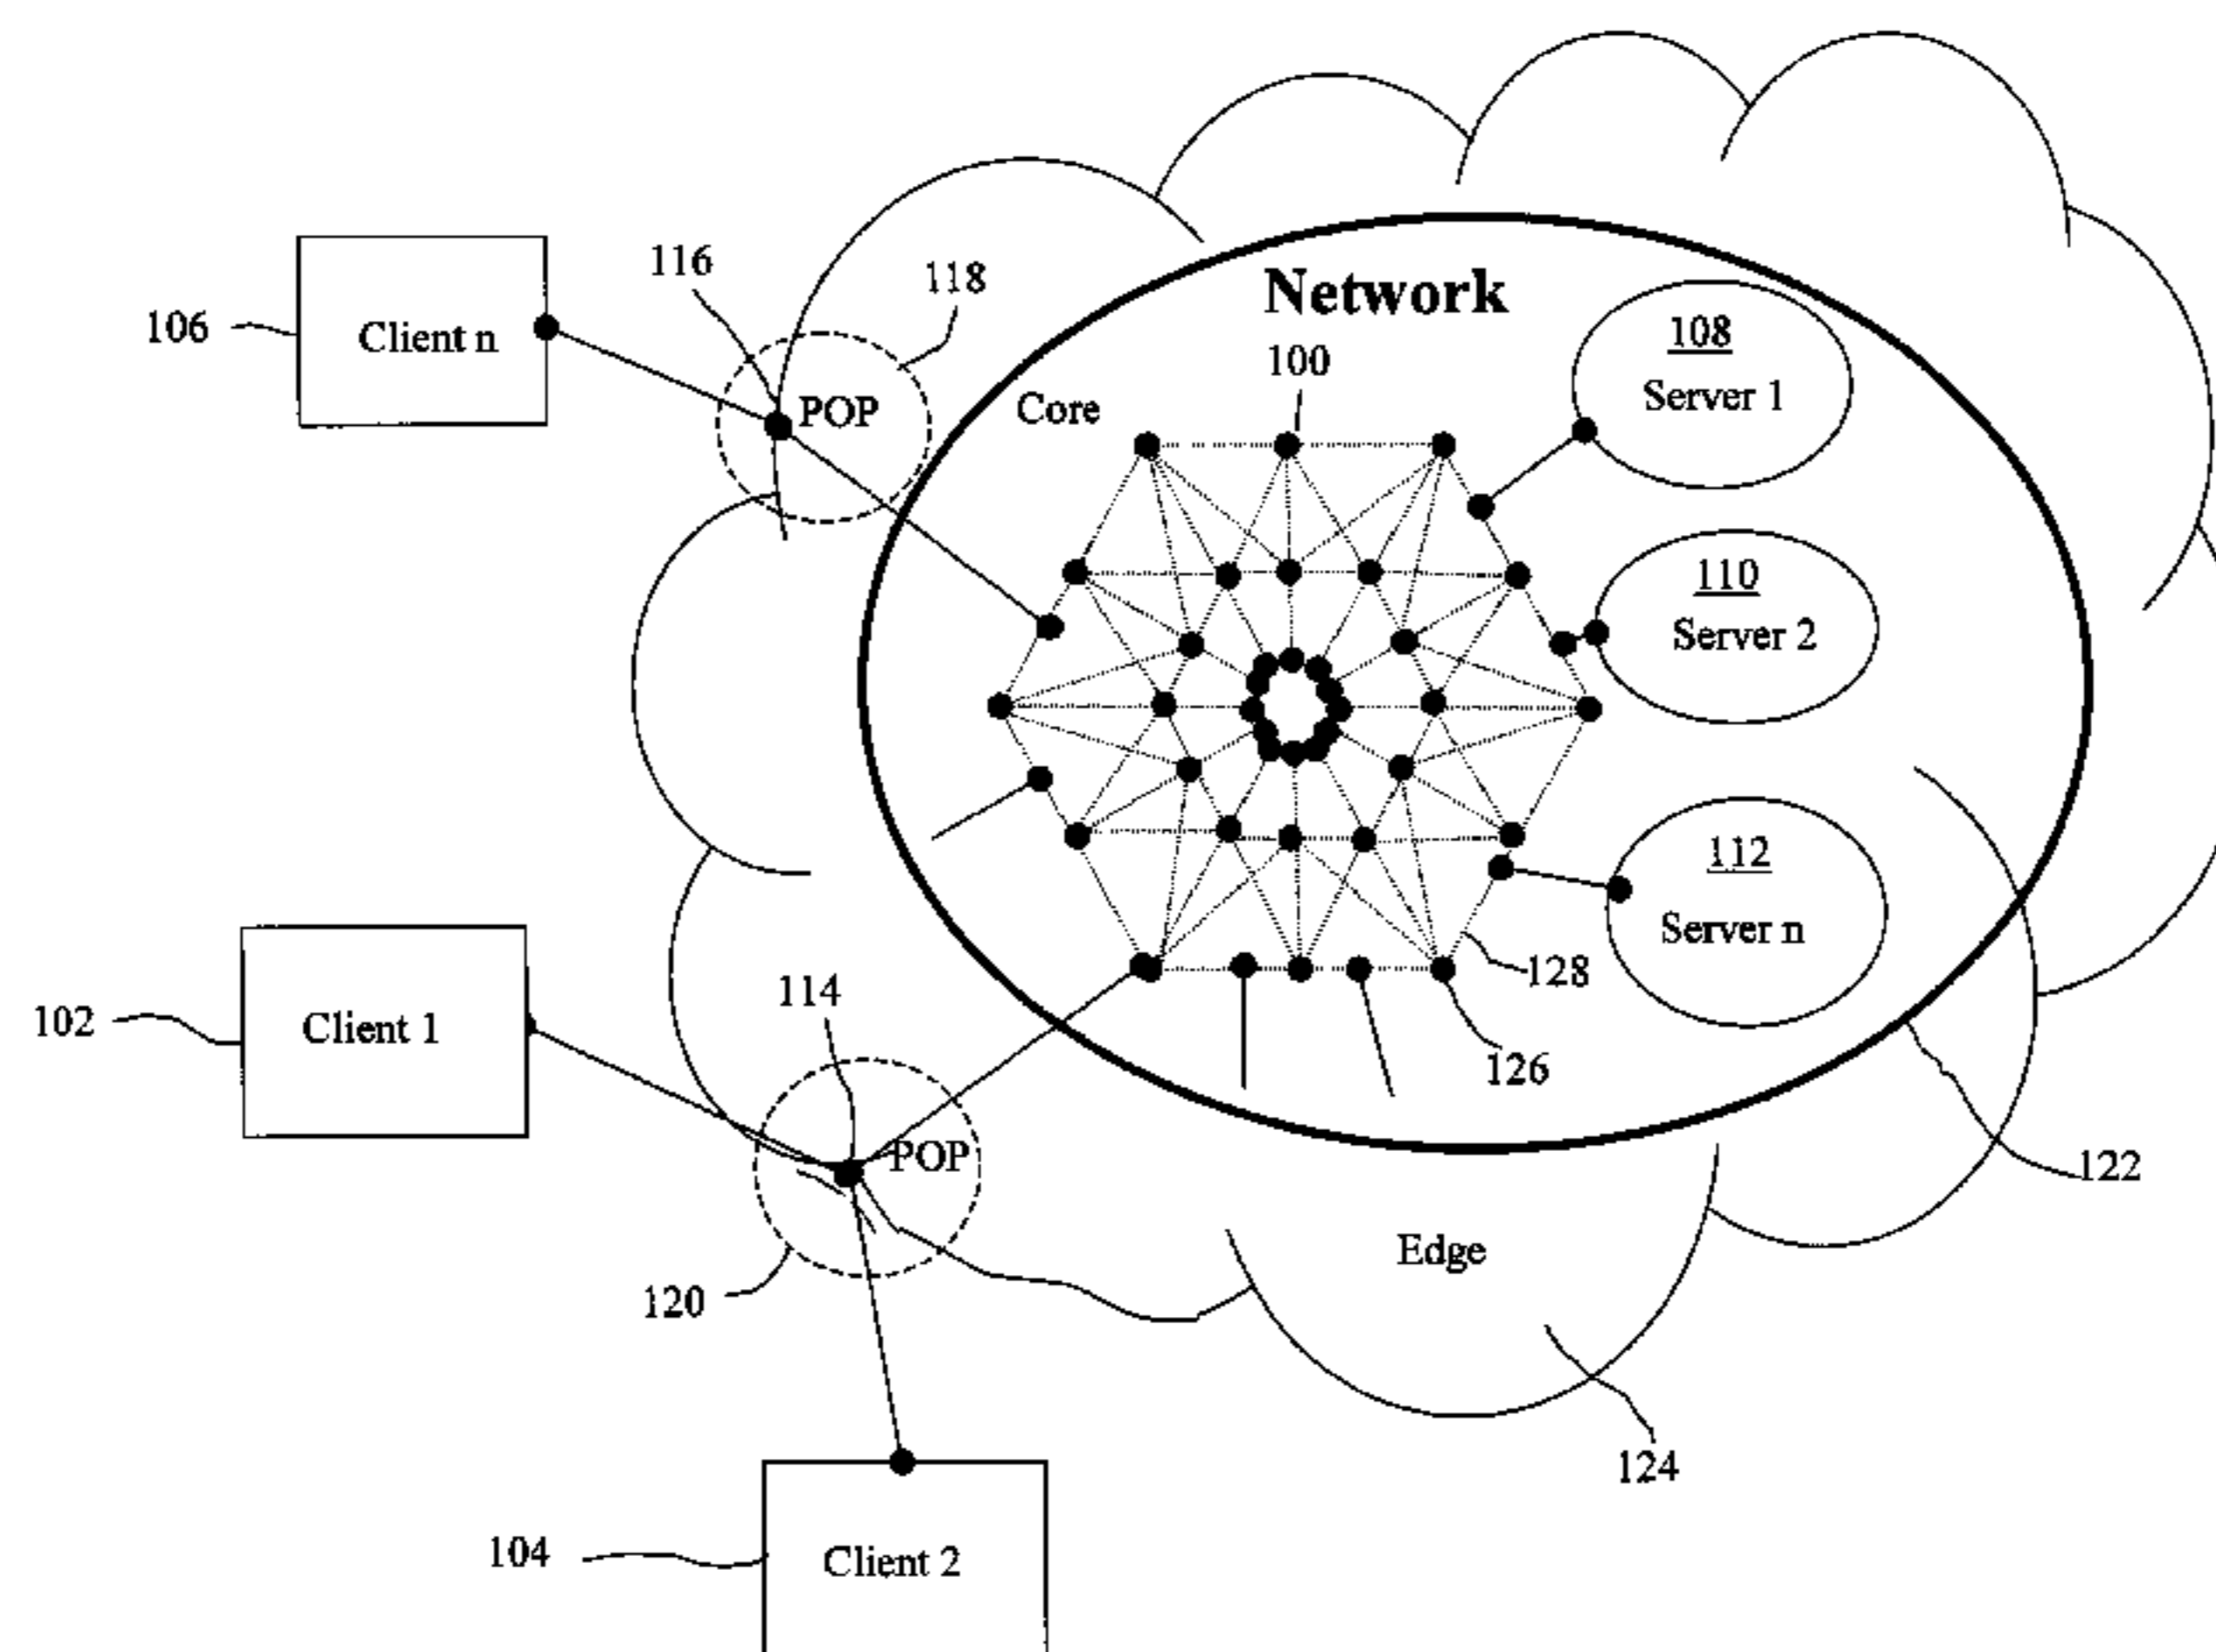 Network
100
Core
116
118
106
Client n
POP
108
Server 1
110
Server 2
112
Server n
128
126
102
Client 1
114
POP
122
120
Edge
124
104
Client 2